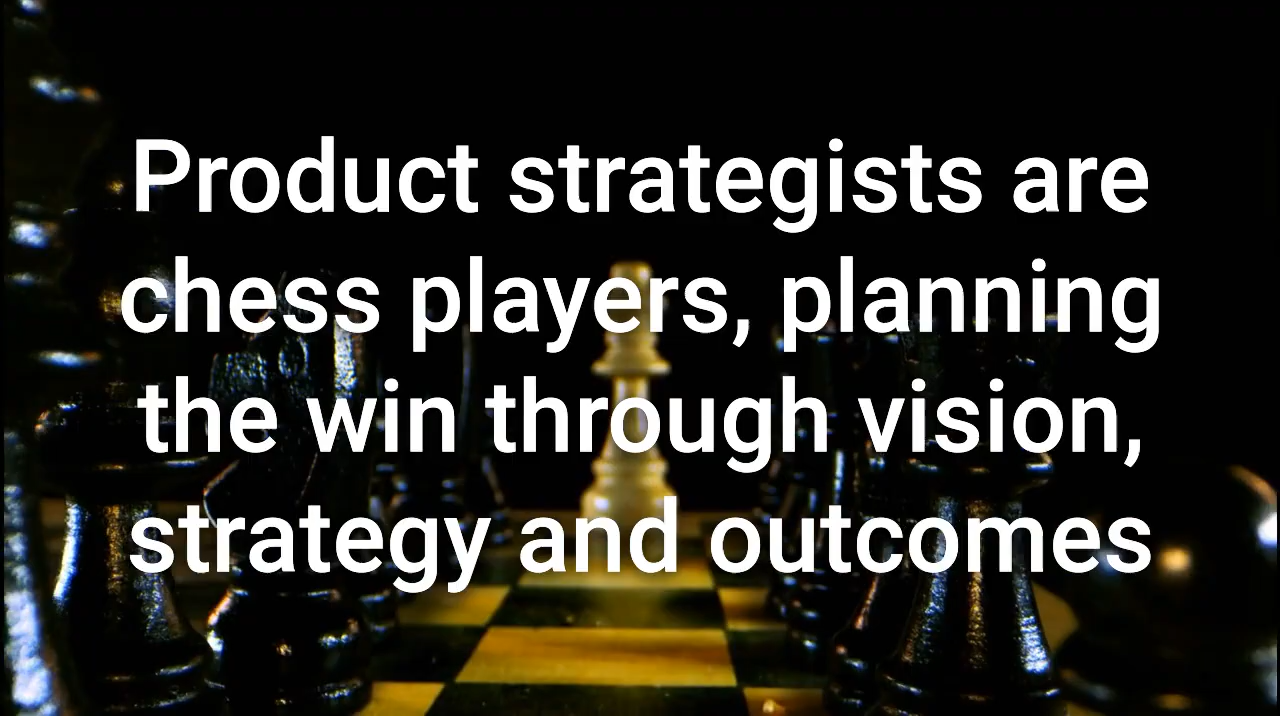 Product strategists are
chess players, planning
the win through vision,
strategy and outcomes